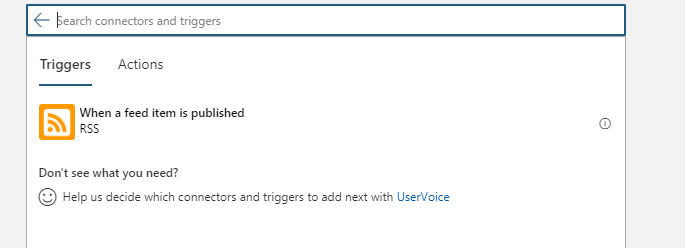 Search connectors and triggers
Triggers Actions
When a feed item is published
RSS
Don't see what you need?
Help us decide which connectors and triggers to add next with UserVoice